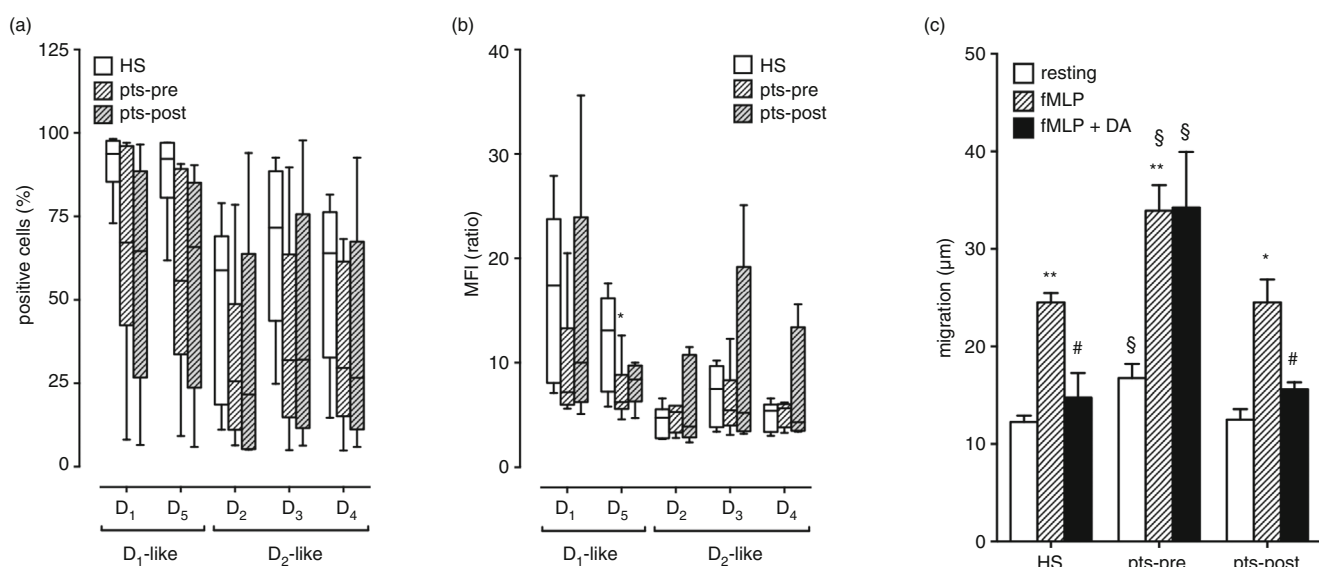 (a)
125
100
75
50
25
0
positive cells (%)
HS
pts-pre
pts-post
D1 D5 D2 D3 D4
D1-like D2-like
(b)
40
30
20
10
0
MFI (ratio)
HS
pts-pre
pts-post
*
D1 D5 D2 D3 D4
D1-like D2-like
(c)
50
40
30
20
10
0
migration (µm)
resting
fMLP
fMLP + DA
**
#
§
§
**
§
*
#
HS pts-pre pts-post